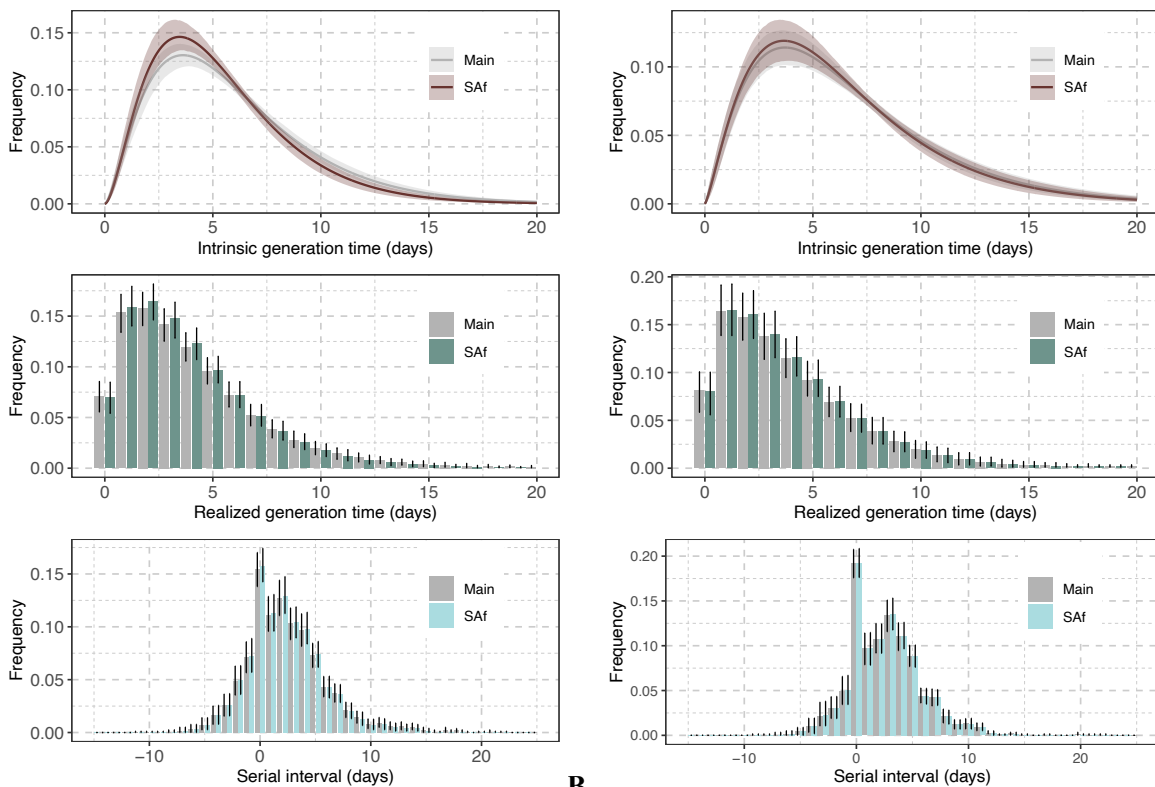 0.15
0.10
0.05
0.00
Frequency
Main
SAf
0 5 10 15 20
Intrinsic generation time (days)
0.10
0.05
0.00
Frequency
Main
SAf
0 5 10 15 20
Intrinsic generation time (days)
0.15
0.10
0.05
0.00
Frequency
Main
SAf
0 5 10 15 20
Realized generation time (days)
0.20
0.15
0.10
0.05
0.00
Frequency
Main
SAf
0 5 10 15 20
Realized generation time (days)
0.15
0.10
0.05
0.00
Frequency
Main
SAf
−10 0 10 20
Serial interval (days)
0.20
0.15
0.10
0.05
0.00
Frequency
Main
SAf
−10 0 10 20
Serial interval (days)